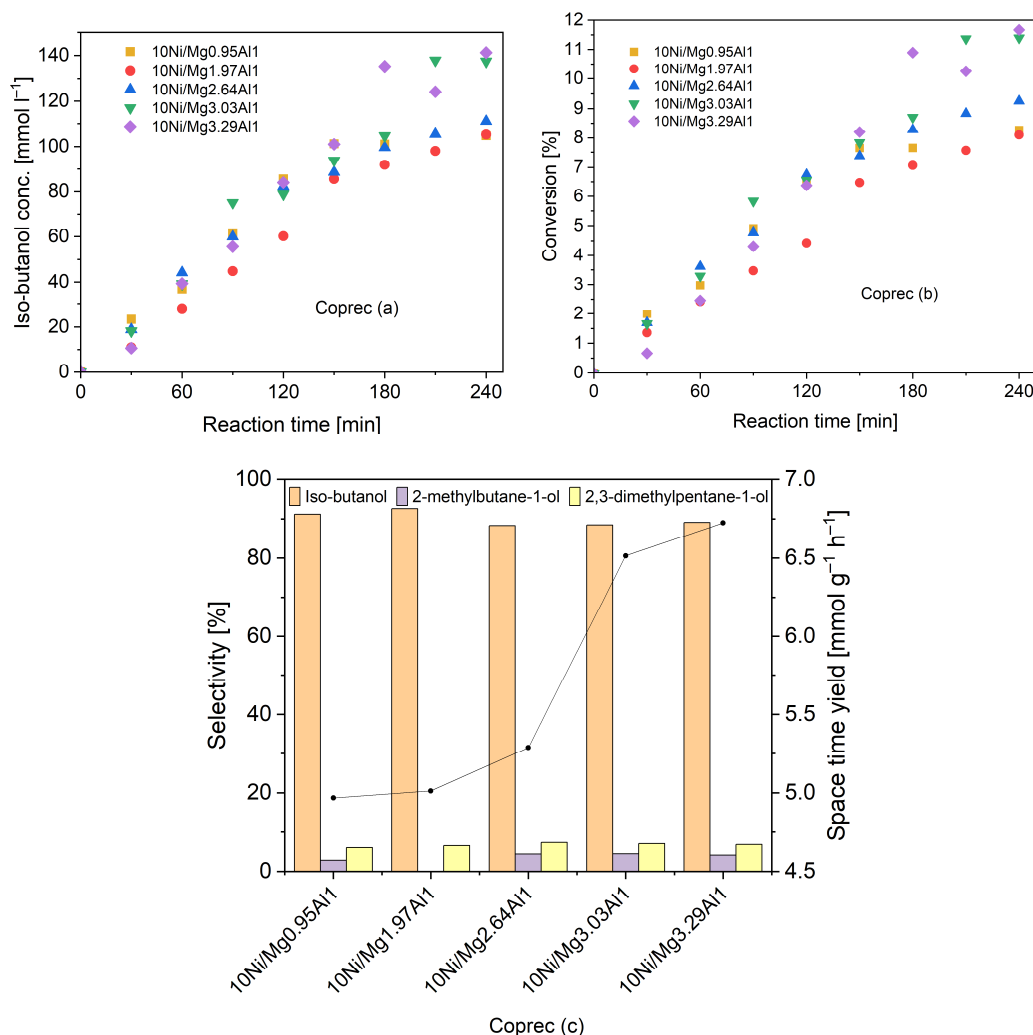 Iso-butanol conc. [mmol l⁻¹]
140
120
100
80
60
40
20
0
10Ni/Mg0.95Al1
10Ni/Mg1.97Al1
10Ni/Mg2.64Al1
10Ni/Mg3.03Al1
10Ni/Mg3.29Al1
Coprec (a)
60 120 180 240
Reaction time [min]
Conversion [%]
12
11
10
9
8
7
6
5
4
3
2
1
0
10Ni/Mg0.95Al1
10Ni/Mg1.97Al1
10Ni/Mg2.64Al1
10Ni/Mg3.03Al1
10Ni/Mg3.29Al1
Coprec (b)
0 60 120 180 240
Reaction time [min]
Selectivity [%]
100
80
60
40
20
0
Iso-butanol 2-methylbutane-1-ol 2,3-dimethylpentane-1-ol
7.0
6.5
6.0
5.5
5.0
4.5
Space time yield [mmol g⁻¹ h⁻¹]
10Ni/Mg0.95Al1
10Ni/Mg1.97Al1
10Ni/Mg2.64Al1
10Ni/Mg3.03Al1
10Ni/Mg3.29Al1
Coprec (c)